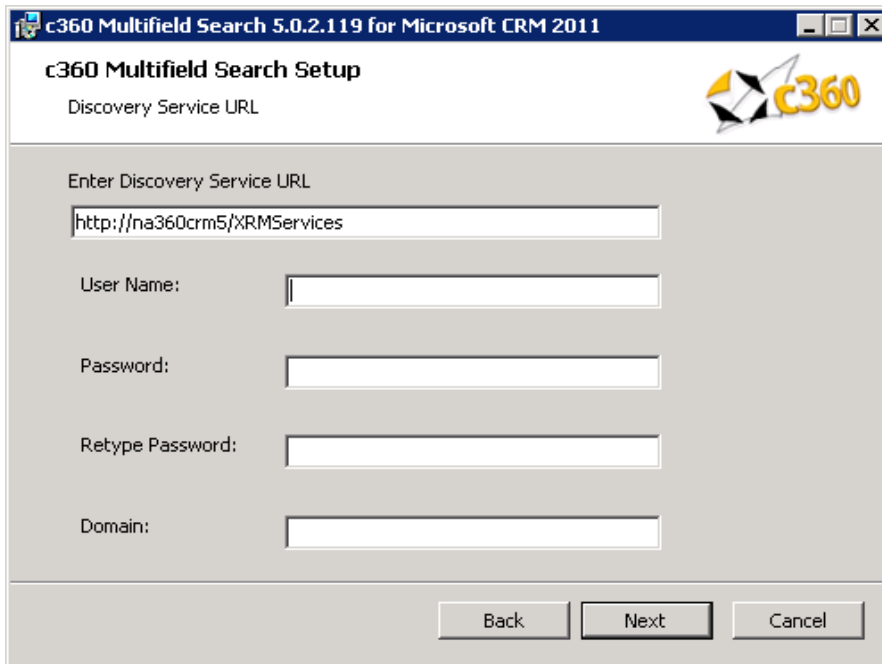 c360 Multifield Search 5.0.2.119 for Microsoft CRM 2011
c360 Multifield Search Setup
Discovery Service URL
c360
Enter Discovery Service URL
http://na360crm5/XRMServices
User Name:
Password:
Retype Password:
Domain:
Back Next Cancel